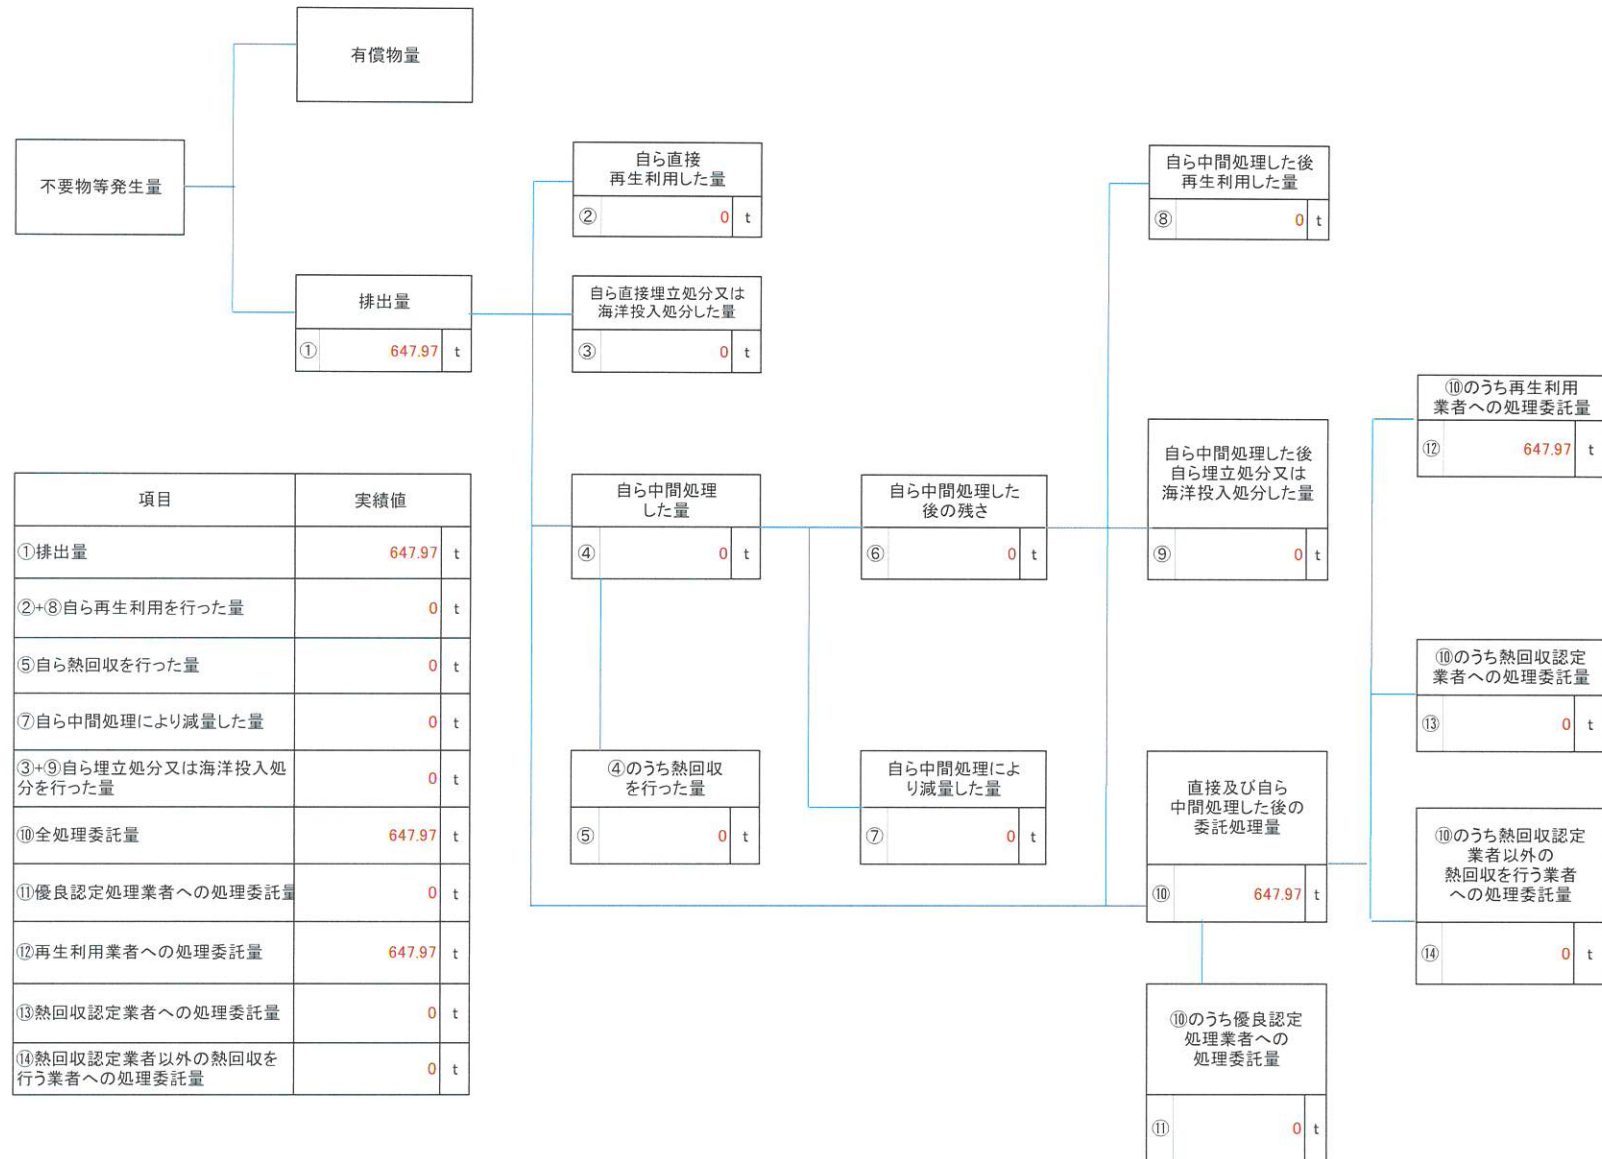 有償物量
不要物等発生量
排出量
① 647.97 t
自ら直接
再生利用した量
② 0 t
自ら直接埋立処分又は
海洋投入処分した量
③ 0 t
自ら中間処理
した量
④ 0 t
④のうち熱回収
を行った量
⑤ 0 t
自ら中間処理した
後の残さ
⑥ 0 t
自ら中間処理によ
り減量した量
⑦ 0 t
自ら中間処理した後
再生利用した量
⑧ 0 t
自ら中間処理した後
自ら埋立処分又は
海洋投入処分した量
⑨ 0 t
直接及び自ら
中間処理した後の
委託処理量
⑩ 647.97 t
⑩のうち優良認定
処理業者への
処理委託量
⑪ 0 t
⑩のうち再生利用
業者への処理委託量
⑫ 647.97 t
⑩のうち熱回収認定
業者への処理委託量
⑬ 0 t
⑩のうち熱回収認定
業者以外の
熱回収を行う業者
への処理委託量
⑭ 0 t
項目 実績値
①排出量 647.97 t
②+⑧自ら再生利用を行った量 0 t
⑤自ら熱回収を行った量 0 t
⑦自ら中間処理により減量した量 0 t
③+⑨自ら埋立処分又は海洋投入処
分を行った量 0 t
⑩全処理委託量 647.97 t
⑪優良認定処理業者への処理委託量 0 t
⑫再生利用業者への処理委託量 647.97 t
⑬熱回収認定業者への処理委託量 0 t
⑭熱回収認定業者以外の熱回収を
行う業者への処理委託量 0 t